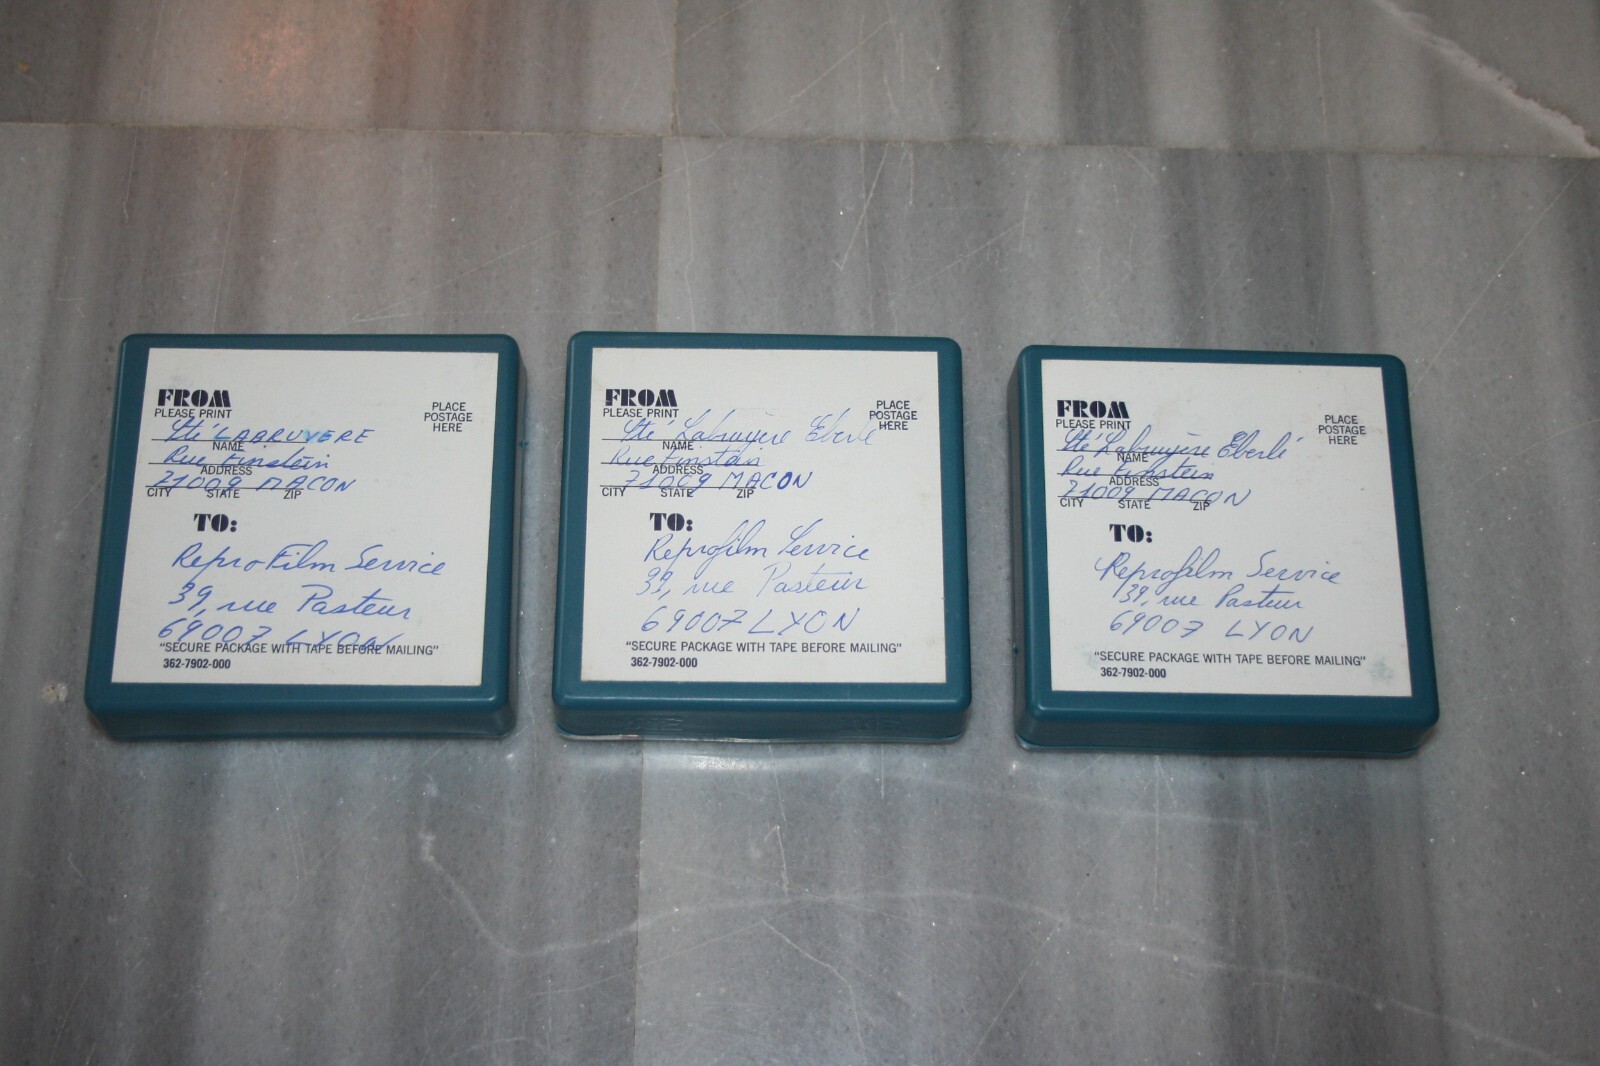 FROM
PLEASE PRINT
PLACE
POSTAGE
HERE
Sté LABRUYERE
NAME
Rue Einstein
ADDRESS
71009 MACON
CITY STATE ZIP
TO:
Repro Film Service
39, rue Pasteur
69007 LYON
"SECURE PACKAGE WITH TAPE BEFORE MAILING"
362-7902-000
FROM
PLEASE PRINT
PLACE
POSTAGE
HERE
Sté Labruyère Eberlé
NAME
Rue Einstein
ADDRESS
71009 MACON
CITY STATE ZIP
TO:
Reprofilm Service
39, rue Pasteur
69007 LYON
"SECURE PACKAGE WITH TAPE BEFORE MAILING"
362-7902-000
FROM
PLEASE PRINT
PLACE
POSTAGE
HERE
Sté Labruyère Eberlé
NAME
Rue Einstein
ADDRESS
71009 MACON
CITY STATE ZIP
TO:
Reprofilm Service
39, rue Pasteur
69007 LYON
"SECURE PACKAGE WITH TAPE BEFORE MAILING"
362-7902-000